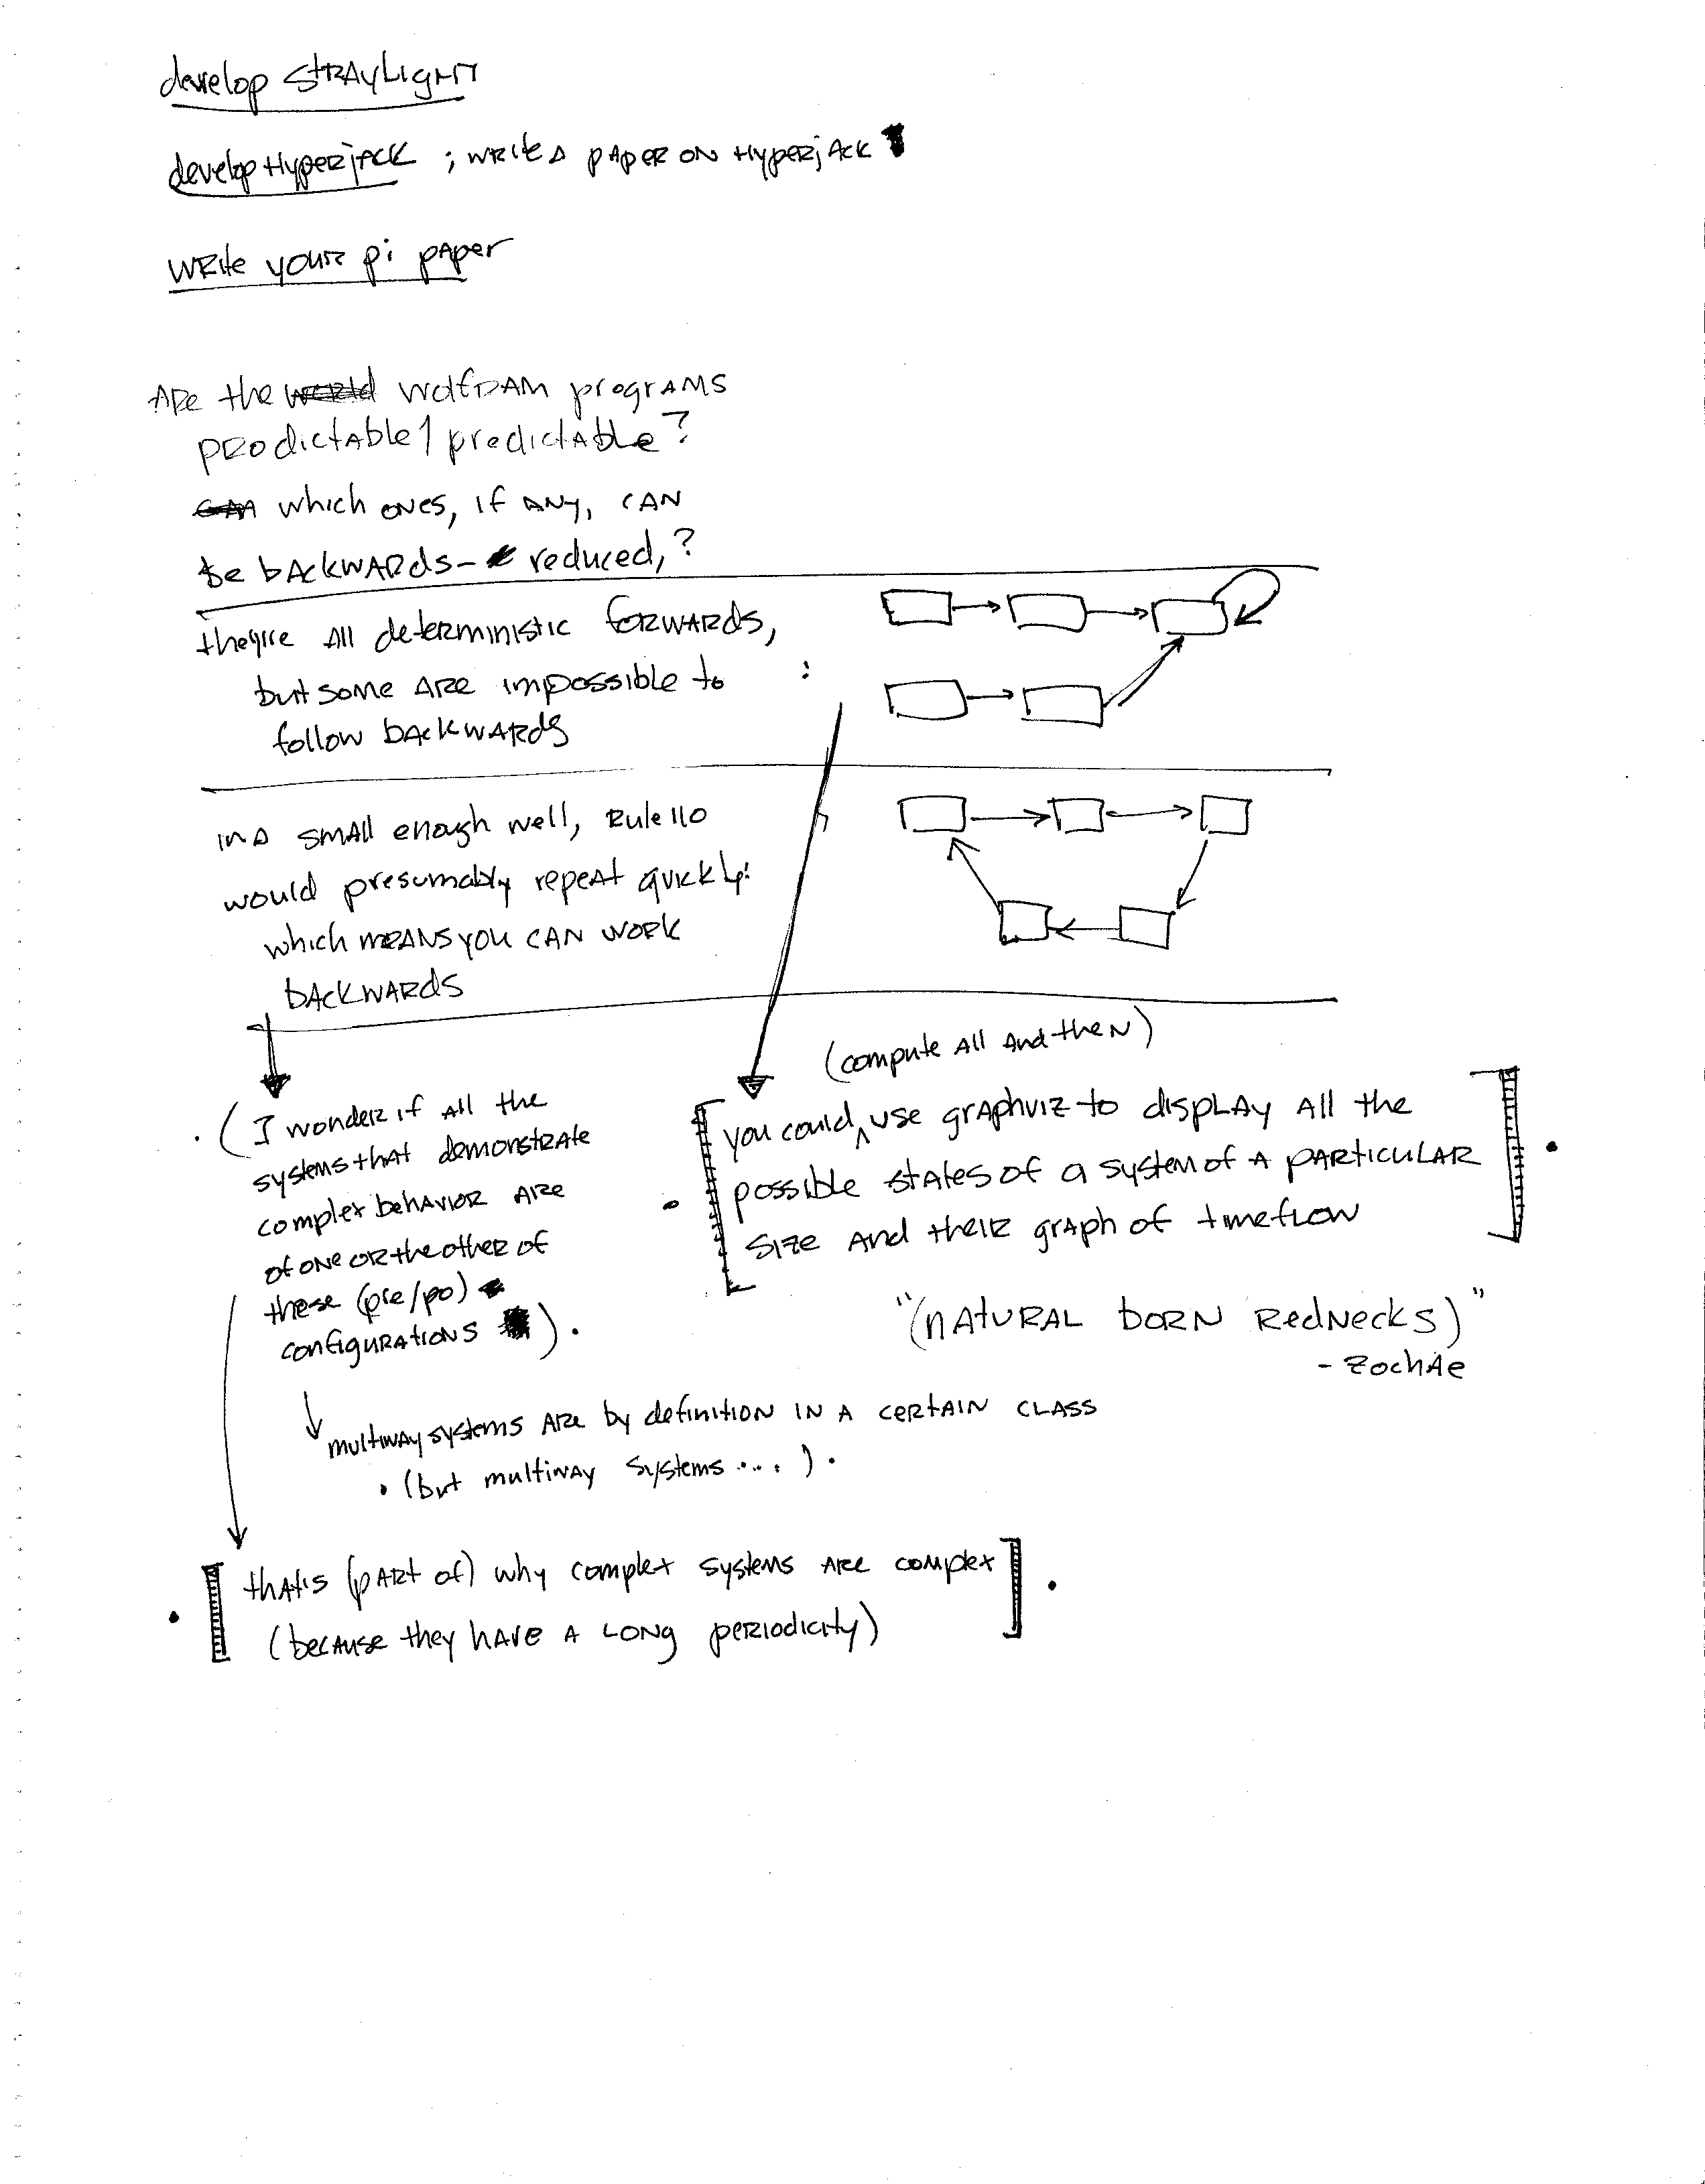 develop STRAYLIGHT
develop HyperjACK ; write a paper on HyperjACK
write your pi paper
Are the wolfram programs
prodictable/predictable?
which ones, if any, can
be backwards-reduced,?
they're all deterministic forwards,
but some are impossible to :
follow backwards
in a small enough well, Rule 110
would presumably repeat quickly:
which means you can work
backwards
(I wonder if all the
systems that demonstrate
complex behavior are
of one or the other of
these (pre/po)
configurations ).
(compute all and then)
[you could ^ use graphviz to display all the
possible states of a system of a particular
size and their graph of timeflow].
"(natural born rednecks)"
- Zochae
multiway systems are by definition in a certain class
(but multiway systems ....).
[that's (part of) why complex systems are complex
(because they have a long periodicity)].